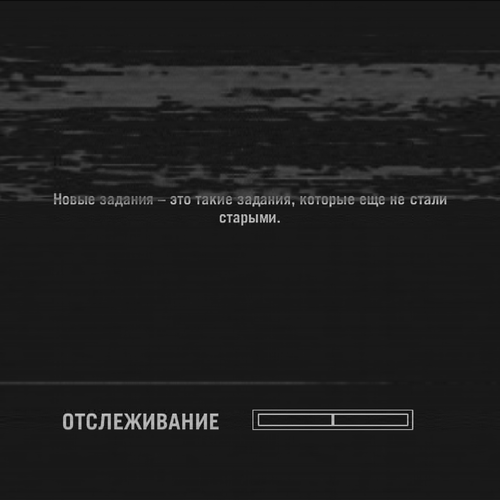 Новые задания – это такие задания, которые еще не стали
старыми.
ОТСЛЕЖИВАНИЕ